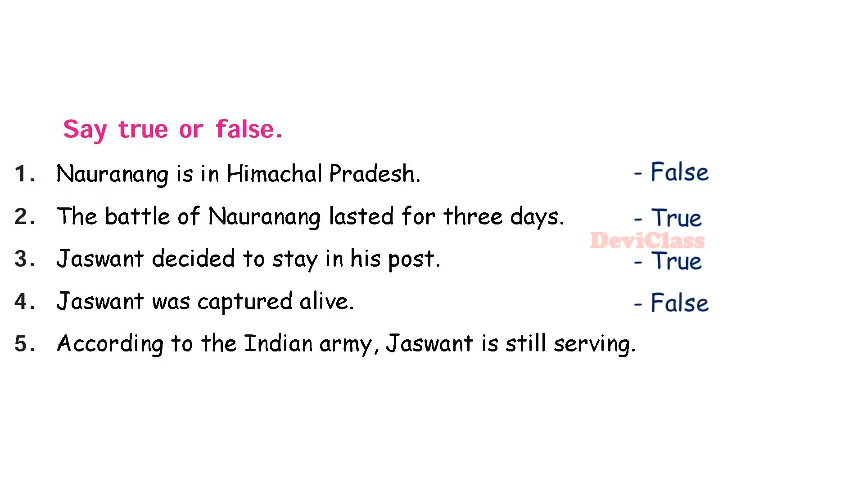 Say true or false.
1. Nauranang is in Himachal Pradesh. - False
2. The battle of Nauranang lasted for three days. - True
DeviClass
3. Jaswant decided to stay in his post. - True
4. Jaswant was captured alive. - False
5. According to the Indian army, Jaswant is still serving.